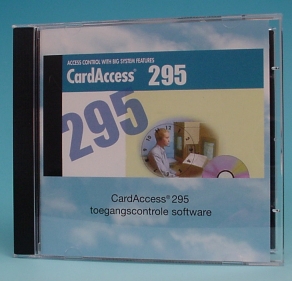 ACCESS CONTROL WITH BIG SYSTEM FEATURES
CardAccess® 295
295
CardAccess® 295
toegangscontrole software